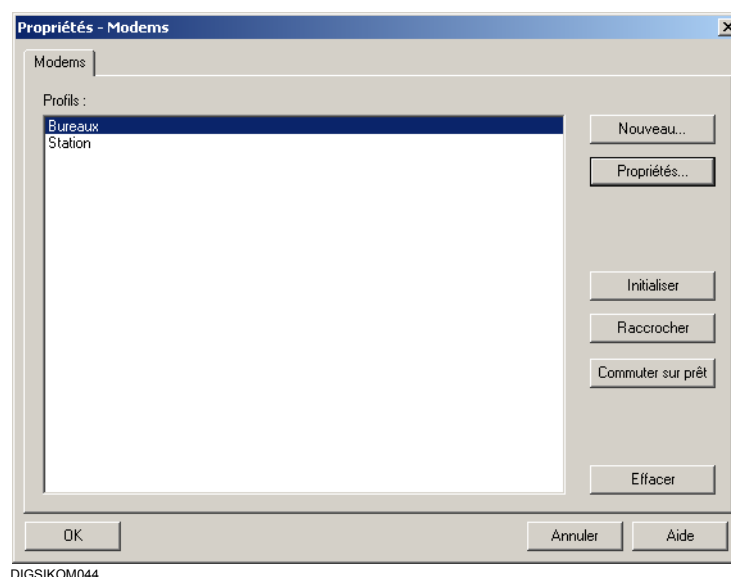 Propriétés - Modems
Modems
Profils :
Bureaux
Station
Nouveau...
Propriétés...
Initialiser
Raccrocher
Commuter sur prêt
Effacer
OK
Annuler
Aide
DIGSIKOM044